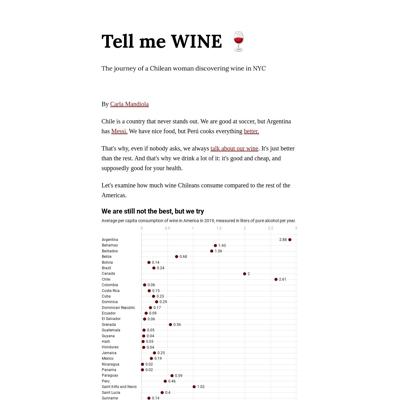 Tell me WINE 🍷
The journey of a Chilean woman discovering wine in NYC
By Carla Mandiola
Chile is a country that never stands out. We are good at soccer, but Argentina
has Messi. We have nice food, but Perú cooks everything better.
That's why, even if nobody asks, we always talk about our wine. It's just better
than the rest. And that's why we drink a lot of it: it's good and cheap, and
supposedly good for your health.
Let's examine how much wine Chileans consume compared to the rest of the
Americas.
We are still not the best, but we try
Average per capita consumption of wine in America in 2019, measured in liters of pure alcohol per year.
0 0.5 1 1.5 2 2.5 3
Argentina 2.88
Bahamas 1.43
Barbados 1.36
Belize 0.68
Bolivia 0.14
Brazil 0.24
Canada 2
Chile 2.61
Colombia 0.06
Costa Rica 0.15
Cuba 0.23
Dominica 0.29
Dominican Republic 0.17
Ecuador 0.08
El Salvador 0.06
Grenada 0.56
Guatemala 0.05
Guyana 0.04
Haiti 0.03
Honduras 0.04
Jamaica 0.25
Mexico 0.19
Nicaragua 0.02
Panama 0.02
Paraguay 0.59
Peru 0.46
Saint Kitts and Nevis 1.02
Saint Lucia 0.4
Suriname 0.14